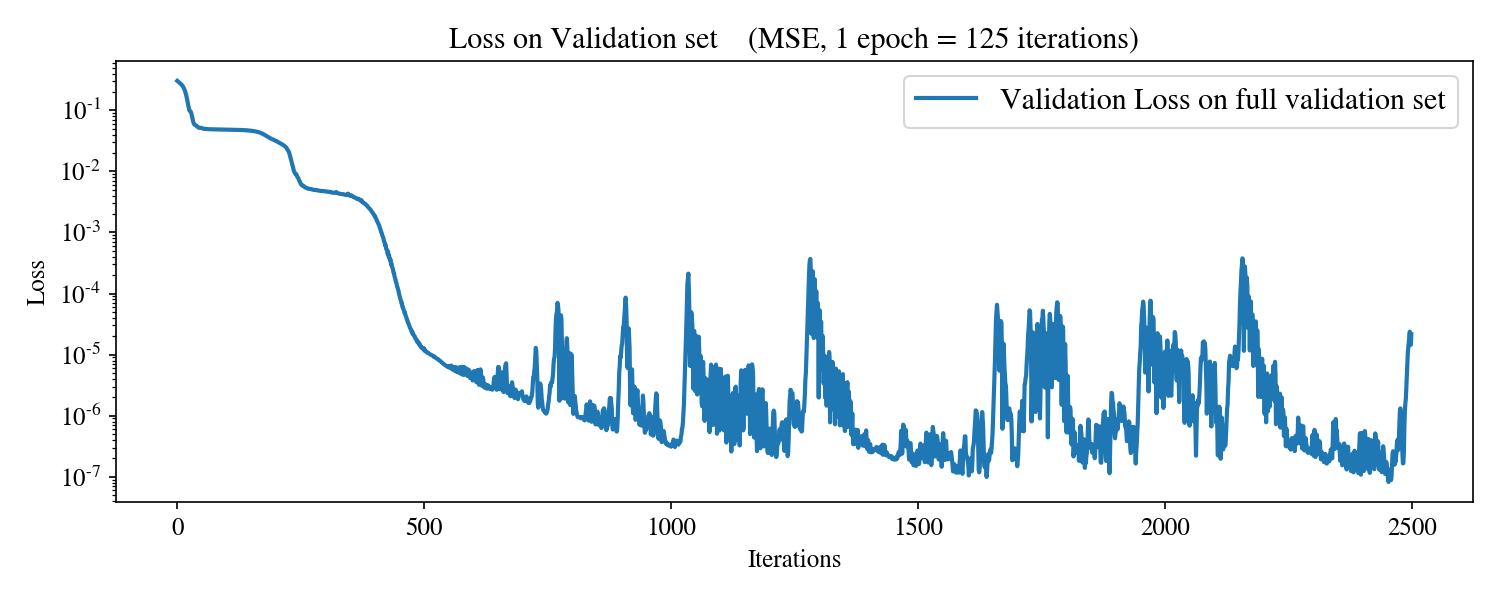 Loss on Validation set (MSE, 1 epoch = 125 iterations)
Validation Loss on full validation set
10-1
10-2
10-3
10-4
10-5
10-6
10-7
Loss
0 500 1000 1500 2000 2500
Iterations